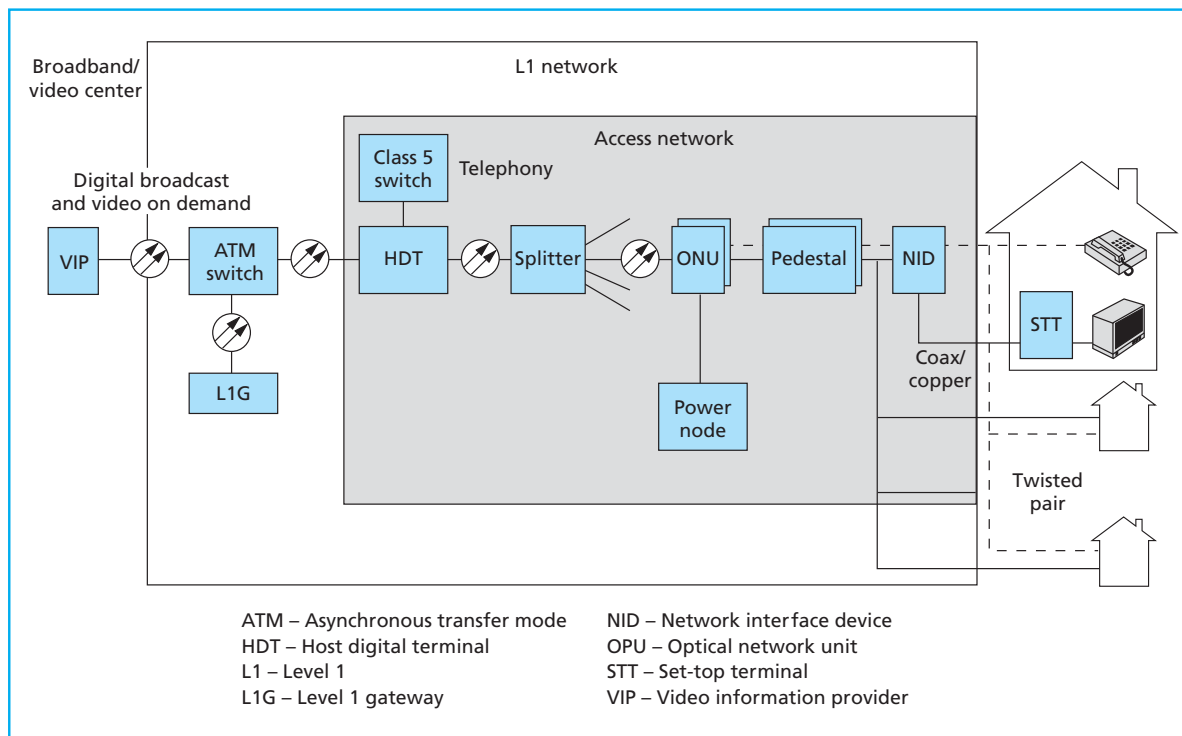 Broadband/
video center
L1 network
Access network
Class 5
switch
Telephony
Digital broadcast
and video on demand
VIP
ATM
switch
HDT
Splitter
ONU
Pedestal
NID
STT
L1G
Power
node
Coax/
copper
Twisted
pair
ATM – Asynchronous transfer mode
HDT – Host digital terminal
L1 – Level 1
L1G – Level 1 gateway
NID – Network interface device
OPU – Optical network unit
STT – Set-top terminal
VIP – Video information provider